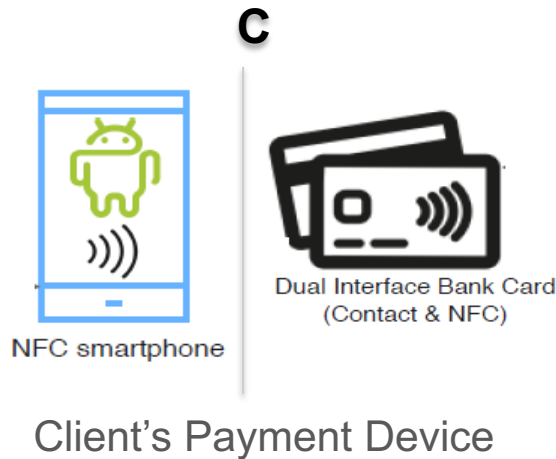 C
NFC smartphone
Dual Interface Bank Card
(Contact & NFC)
Client’s Payment Device